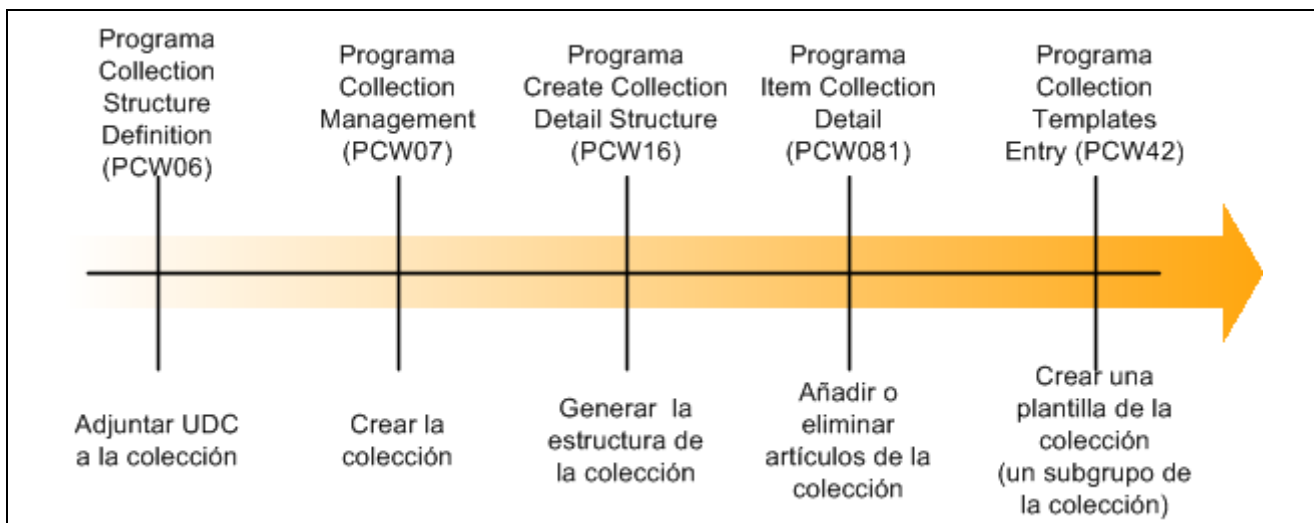 Programa
Collection
Structure
Definition
(PCW06)
Programa
Collection
Management
(PCW07)
Programa
Create Collection
Detail Structure
(PCW16)
Programa
Item Collection
Detail
(PCW081)
Programa
Collection
Templates
Entry (PCW42)
Adjuntar UDC
a la colección
Crear la
colección
Generar la
estructura de
la colección
Añadir o
eliminar
artículos de la
colección
Crear una
plantilla de la
colección
(un subgrupo de
la colección)